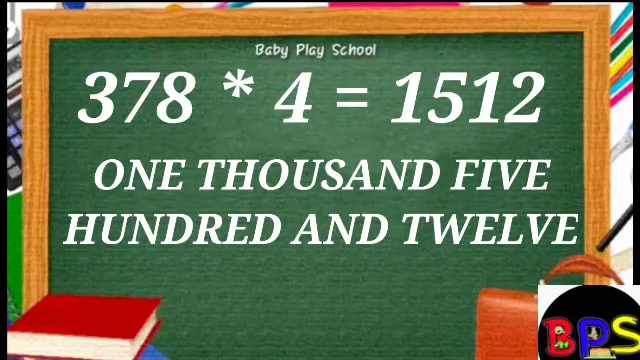 Baby Play School
378 * 4 = 1512
ONE THOUSAND FIVE
HUNDRED AND TWELVE
BPS